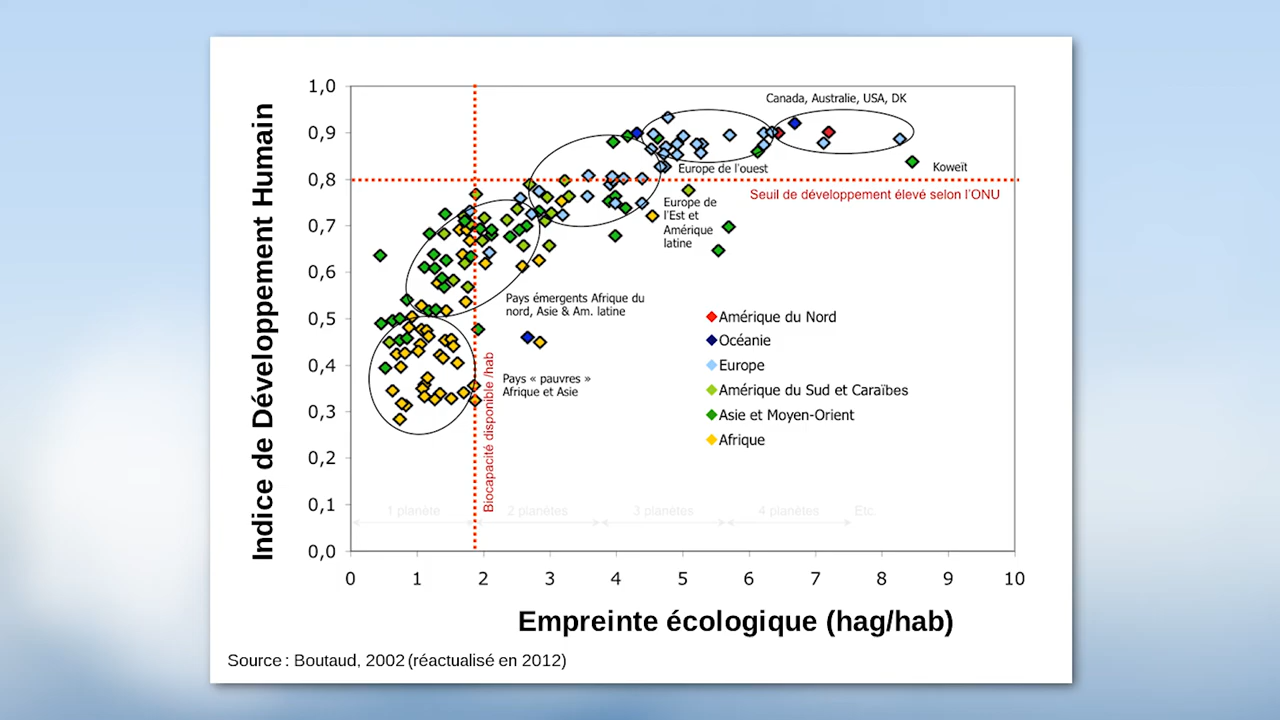 Indice de Développement Humain
1,0
0,9
0,8
0,7
0,6
0,5
0,4
0,3
0,2
0,1
0,0
Canada, Australie, USA, DK
Koweït
Europe de l'ouest
Seuil de développement élevé selon l'ONU
Europe de
l'Est et
Amérique
latine
Pays émergents Afrique du
nord, Asie & Am. latine
Pays « pauvres »
Afrique et Asie
Biocapacité disponible /hab
Amérique du Nord
Océanie
Europe
Amérique du Sud et Caraïbes
Asie et Moyen-Orient
Afrique
1 planète
2 planètes
3 planètes
4 planètes
Etc
0 1 2 3 4 5 6 7 8 9 10
Empreinte écologique (hag/hab)
Source : Boutaud, 2002 (réactualisé en 2012)